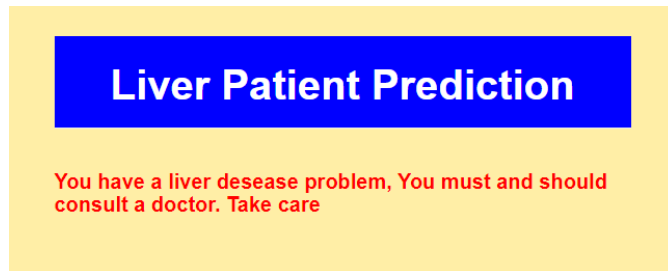 Liver Patient Prediction
You have a liver desease problem, You must and should
consult a doctor. Take care